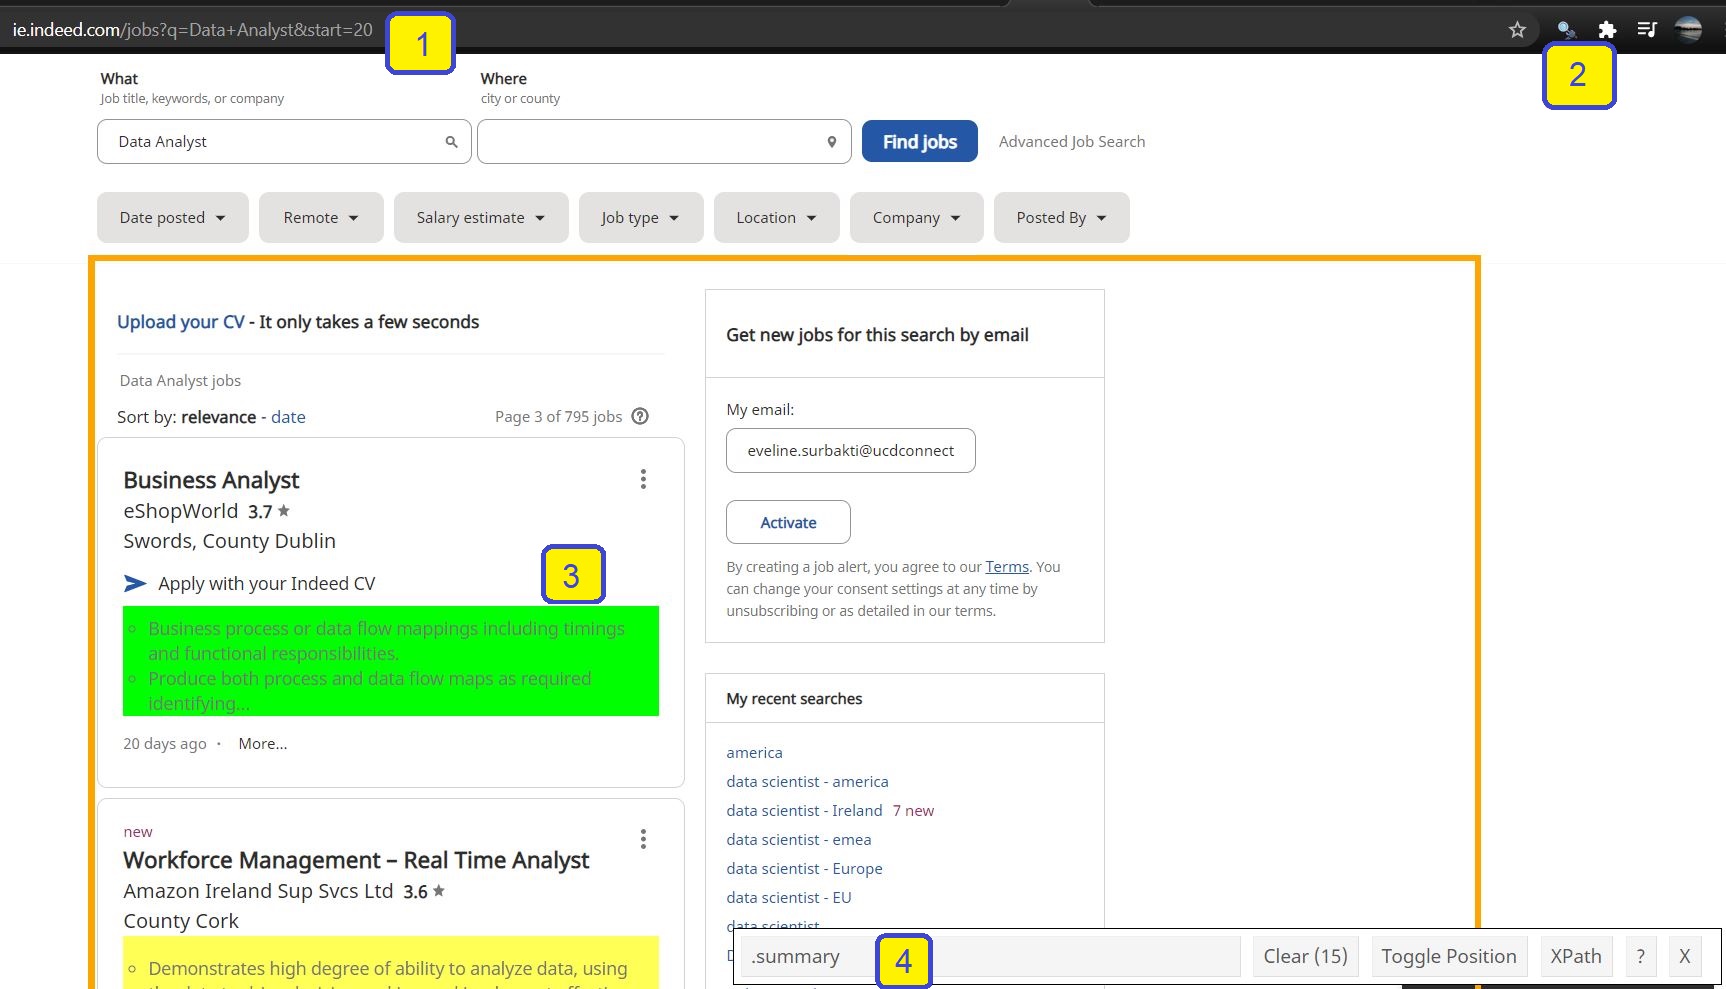 ie.indeed.com/jobs?q=Data+Analyst&start=20
1
2
What
Job title, keywords, or company
Where
city or county
Data Analyst
Find jobs
Advanced Job Search
Date posted
Remote
Salary estimate
Job type
Location
Company
Posted By
Upload your CV - It only takes a few seconds
Data Analyst jobs
Sort by: relevance - date
Page 3 of 795 jobs ?
Business Analyst
eShopWorld 3.7
Swords, County Dublin
3
Apply with your Indeed CV
Business process or data flow mappings including timings
and functional responsibilities.
Produce both process and data flow maps as required
identifying...
20 days ago · More...
new
Workforce Management – Real Time Analyst
Amazon Ireland Sup Svcs Ltd 3.6
County Cork
Demonstrates high degree of ability to analyze data, using
Get new jobs for this search by email
My email:
eveline.surbakti@ucdconnect
Activate
By creating a job alert, you agree to our Terms. You
can change your consent settings at any time by
unsubscribing or as detailed in our terms.
My recent searches
america
data scientist - america
data scientist - Ireland 7 new
data scientist - emea
data scientist - Europe
data scientist - EU
data scientist
.summary
4
Clear (15)
Toggle Position
XPath
?
X